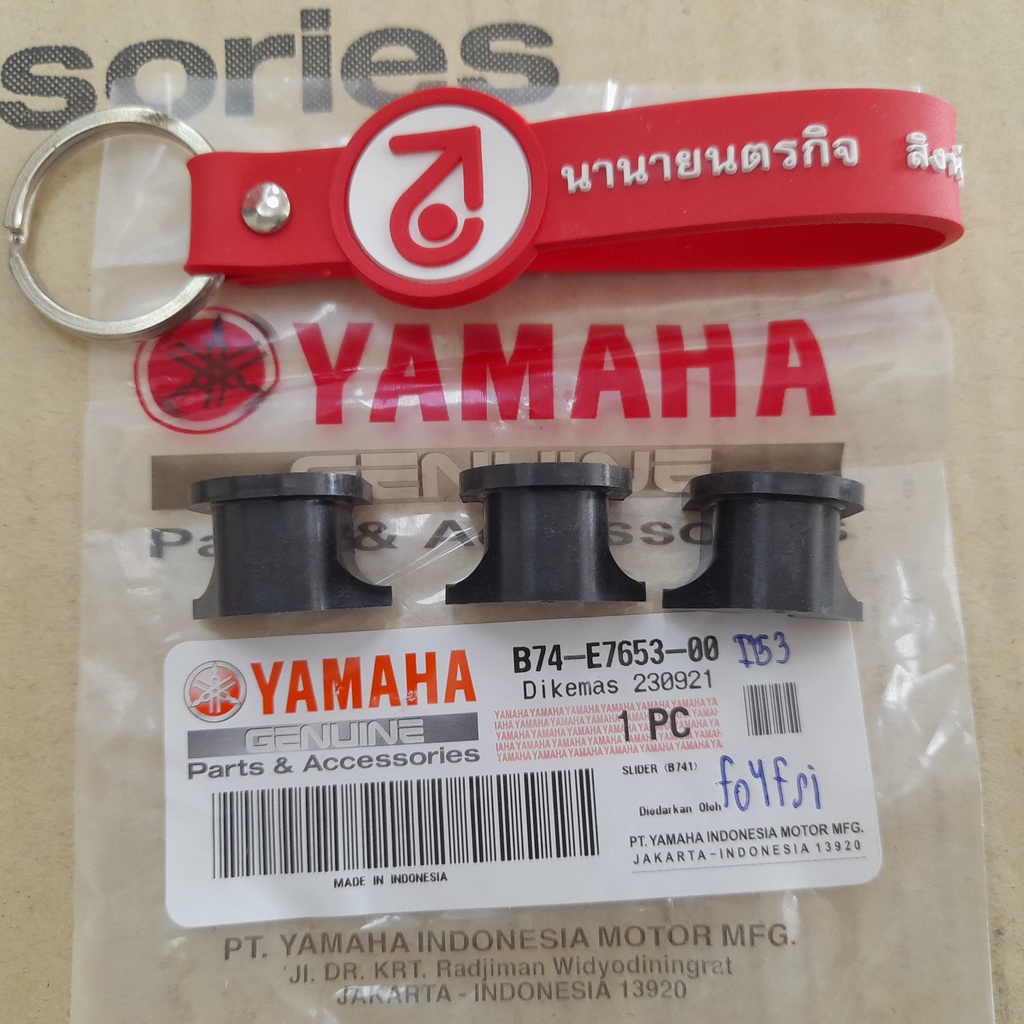 sories
นานายนตรกิจ
YAMAHA
GENUINE
YAMAHA
GENUINE
Parts & Accessories
MADE IN INDONESIA
B74-E7653-00
Dikemas 230921
1 PC
SLIDER (B741)
Diedarkan Oleh
PT. YAMAHA INDONESIA MOTOR MFG.
JAKARTA-INDONESIA 13920
PT. YAMAHA INDONESIA MOTOR MFG.
Jl. DR. KRT. Radjiman Widyodiningrat
JAKARTA - INDONESIA 13920